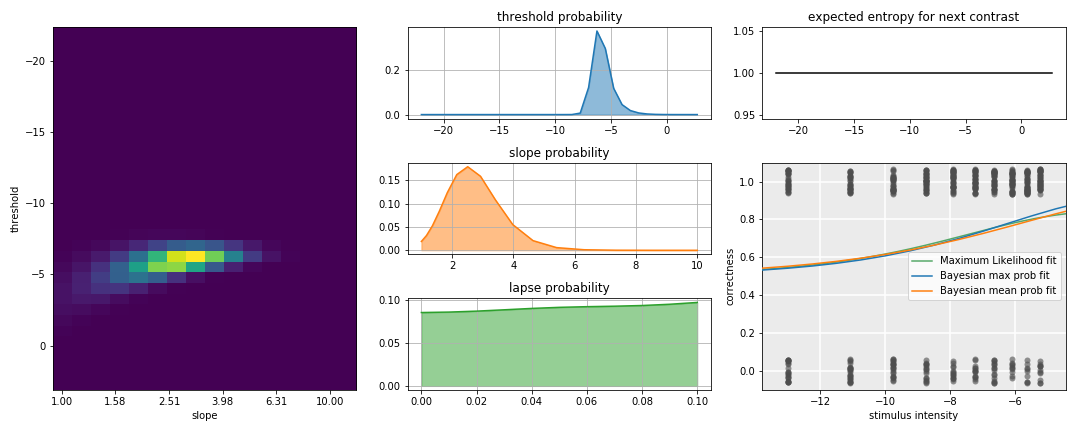 −20
−15
−10
−5
0
threshold
1.00 1.58 2.51 3.98 6.31 10.00
slope
threshold probability
0.2
0.0
−20 −15 −10 −5 0
slope probability
0.15
0.10
0.05
0.00
2 4 6 8 10
lapse probability
0.10
0.05
0.00
0.00 0.02 0.04 0.06 0.08 0.10
expected entropy for next contrast
1.05
1.00
0.95
−20 −15 −10 −5 0
1.0
0.8
0.6
0.4
0.2
0.0
correctness
Maximum Likelihood fit
Bayesian max prob fit
Bayesian mean prob fit
−12 −10 −8 −6
stimulus intensity